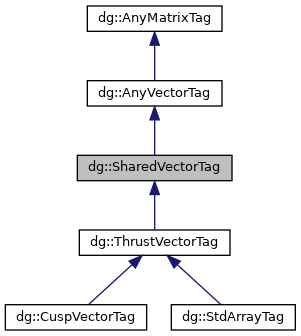 dg::AnyMatrixTag
dg::AnyVectorTag
dg::SharedVectorTag
dg::ThrustVectorTag
dg::CuspVectorTag
dg::StdArrayTag